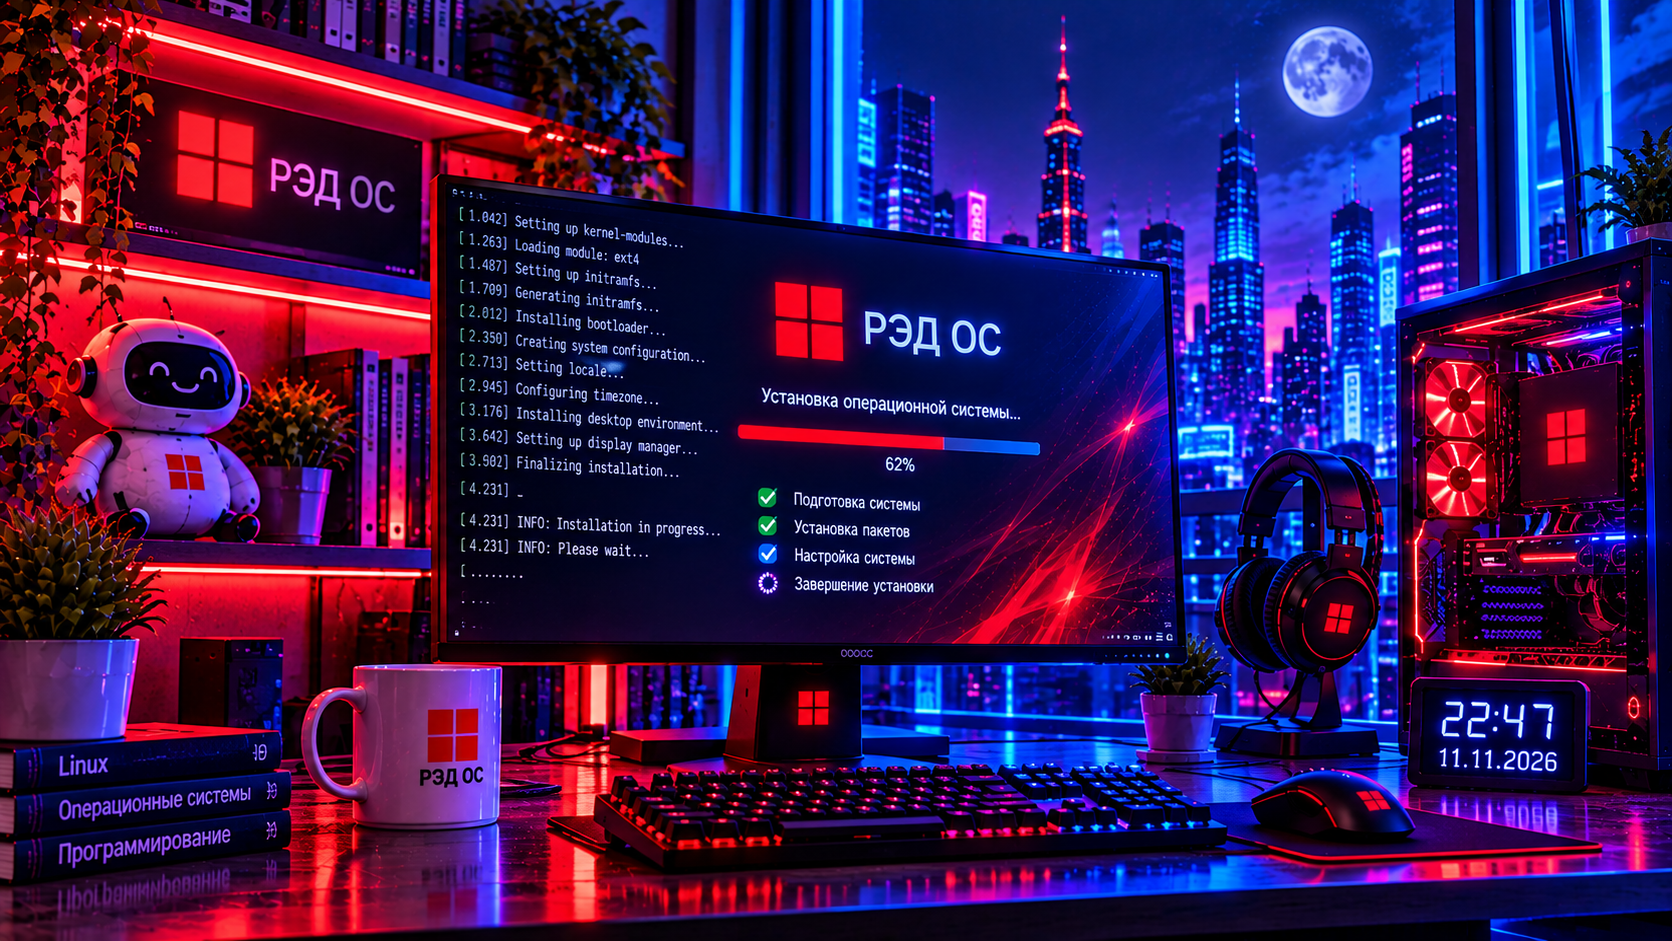 РЭД ОС
[ 1.042] Setting up kernel-modules...
[ 1.263] Loading module: ext4
[ 1.487] Setting up initramfs...
[ 1.709] Generating initramfs...
[ 2.012] Installing bootloader...
[ 2.350] Creating system configuration...
[ 2.713] Setting locale...
[ 2.945] Configuring timezone...
[ 3.176] Installing desktop environment...
[ 3.642] Setting up display manager...
[ 3.902] Finalizing installation...
[ 4.231] _
[ 4.231] INFO: Installation in progress...
[ 4.231] INFO: Please wait...
[ ........
РЭД ОС
Установка операционной системы...
62%
Подготовка системы
Установка пакетов
Настройка системы
Завершение установки
22:47
11.11.2026
РЭД ОС
Linux
Операционные системы
Программирование